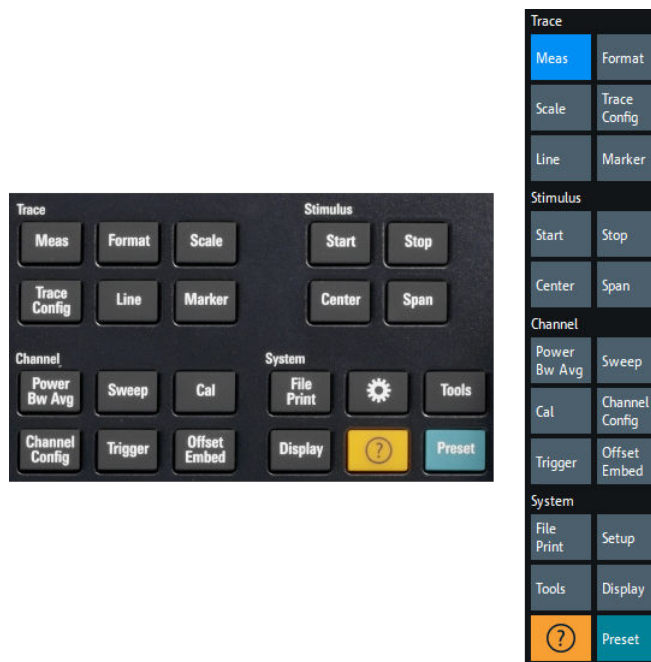 Trace
Meas Format Scale
Trace
Config Line Marker
Stimulus
Start Stop
Center Span
Channel
Power
Bw Avg Sweep Cal
Channel
Config Trigger Offset
Embed
System
File
Print Tools
Display ? Preset
Trace
Meas Format
Scale Trace
Config
Line Marker
Stimulus
Start Stop
Center Span
Channel
Power
Bw Avg Sweep
Cal Channel
Config
Trigger Offset
Embed
System
File
Print Setup
Tools Display
? Preset